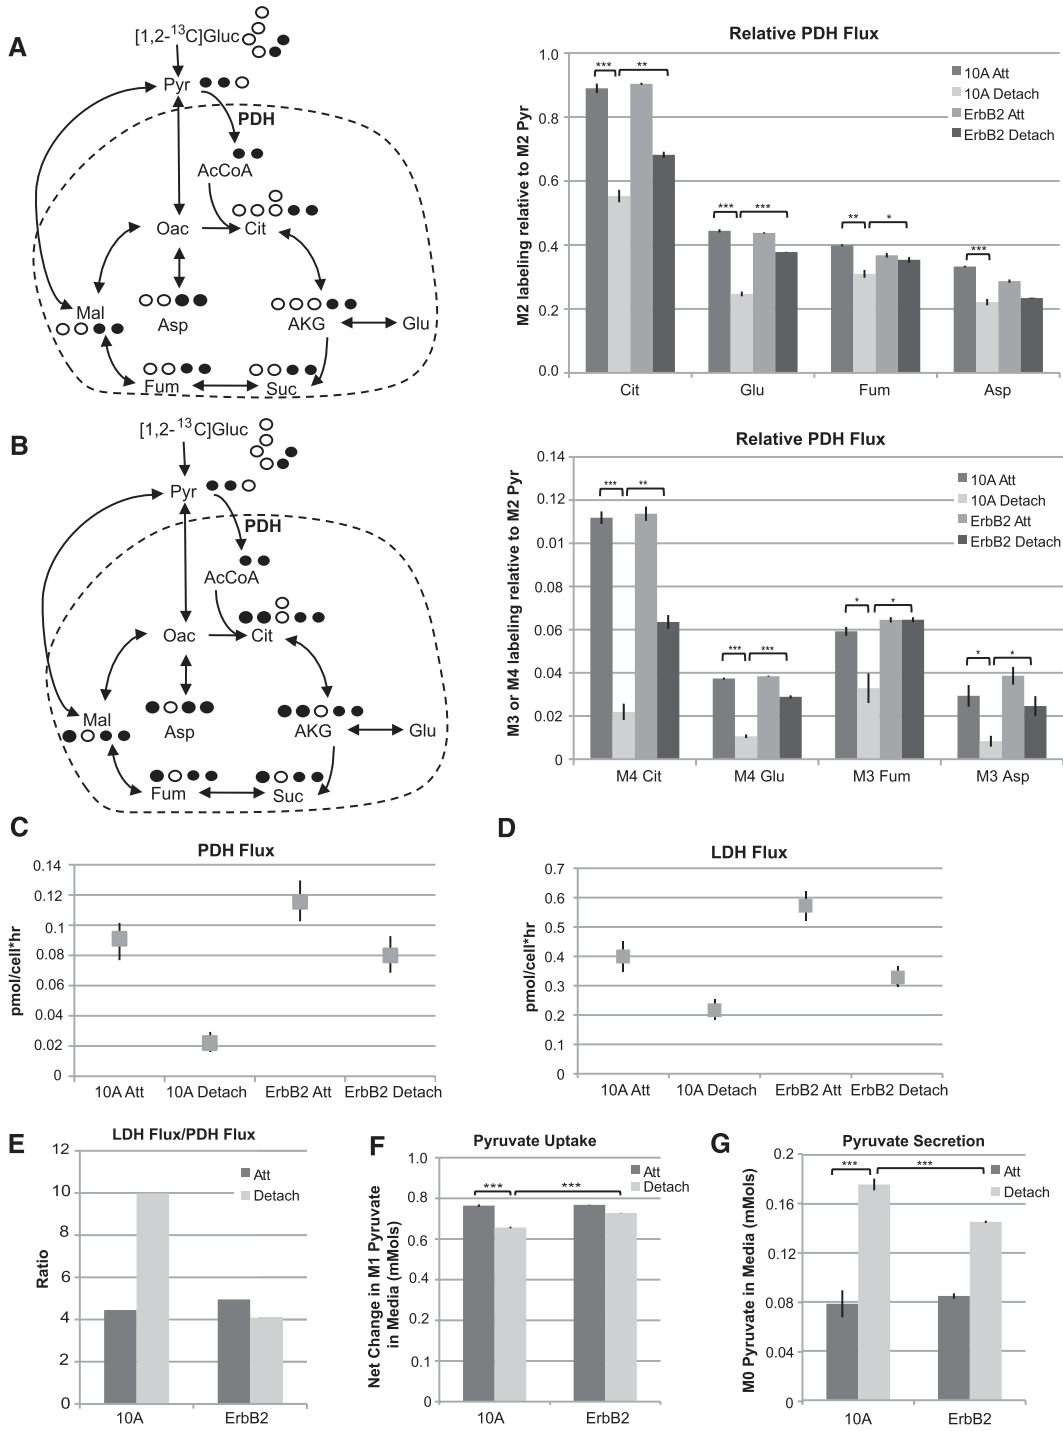 A
[1,2-¹³C]Gluc
Pyr
PDH
AcCoA
Oac
Cit
Mal
Asp
AKG
Glu
Fum
Suc
Relative PDH Flux
M2 labeling relative to M2 Pyr
1.0
0.8
0.6
0.4
0.2
0.0
***
**
***
***
**
*
***
10A Att
10A Detach
ErbB2 Att
ErbB2 Detach
Cit
Glu
Fum
Asp
B
[1,2-¹³C]Gluc
Pyr
PDH
AcCoA
Oac
Cit
Mal
Asp
AKG
Glu
Fum
Suc
Relative PDH Flux
M3 or M4 labeling relative to M2 Pyr
0.14
0.12
0.01
0.08
0.06
0.04
0.02
0
***
**
***
***
*
*
*
*
10A Att
10A Detach
ErbB2 Att
ErbB2 Detach
M4 Cit
M4 Glu
M3 Fum
M3 Asp
C
PDH Flux
pmol/cell*hr
0.14
0.12
0.1
0.08
0.06
0.04
0.02
0
10A Att
10A Detach
ErbB2 Att
ErbB2 Detach
D
LDH Flux
pmol/cell*hr
0.7
0.6
0.5
0.4
0.3
0.2
0.1
0
10A Att
10A Detach
ErbB2 Att
ErbB2 Detach
E
LDH Flux/PDH Flux
Ratio
12
10
8
6
4
2
0
Att
Detach
10A
ErbB2
F
Pyruvate Uptake
Net Change in M1 Pyruvate
in Media (mMols)
1.0
0.8
0.6
0.4
0.2
0.1
0
***
***
Att
Detach
10A
ErbB2
G
Pyruvate Secretion
M0 Pyruvate in Media (mMols)
0.2
0.16
0.12
0.08
0.04
0
***
***
Att
Detach
10A
ErbB2